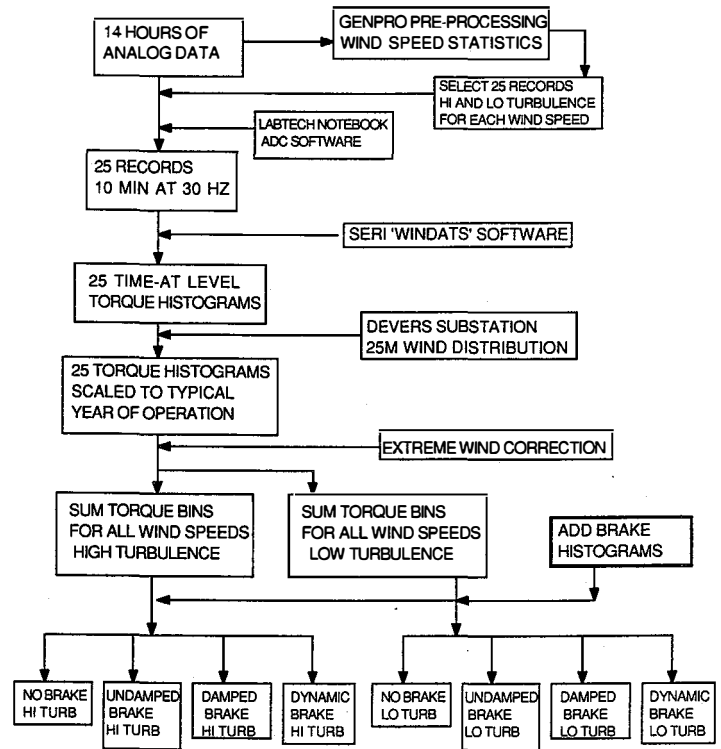 14 HOURS OF
ANALOG DATA
GENPRO PRE-PROCESSING
WIND SPEED STATISTICS
SELECT 25 RECORDS
HI AND LO TURBULENCE
FOR EACH WIND SPEED
LABTECH NOTEBOOK
ADC SOFTWARE
25 RECORDS
10 MIN AT 30 HZ
SERI 'WINDATS' SOFTWARE
25 TIME-AT LEVEL
TORQUE HISTOGRAMS
DEVERS SUBSTATION
25M WIND DISTRIBUTION
25 TORQUE HISTOGRAMS
SCALED TO TYPICAL
YEAR OF OPERATION
EXTREME WIND CORRECTION
SUM TORQUE BINS
FOR ALL WIND SPEEDS
HIGH TURBULENCE
SUM TORQUE BINS
FOR ALL WIND SPEEDS
LOW TURBULENCE
ADD BRAKE
HISTOGRAMS
NO BRAKE
HI TURB
UNDAMPED
BRAKE
HI TURB
DAMPED
BRAKE
HI TURB
DYNAMIC
BRAKE
HI TURB
NO BRAKE
LO TURB
UNDAMPED
BRAKE
LO TURB
DAMPED
BRAKE
LO TURB
DYNAMIC
BRAKE
LO TURB